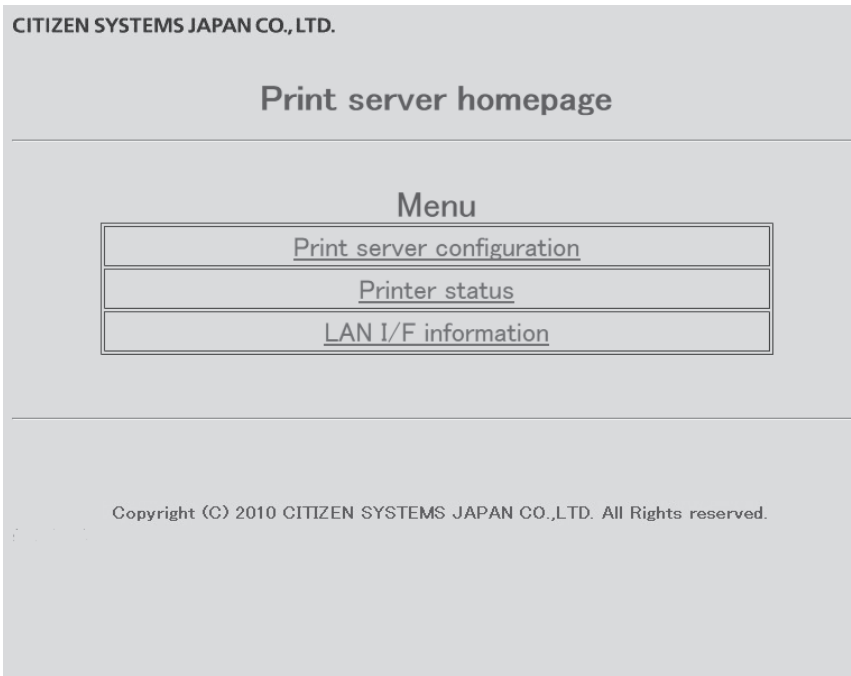 CITIZEN SYSTEMS JAPAN CO., LTD.
Print server homepage
Menu
Print server configuration
Printer status
LAN I/F information
Copyright (C) 2010 CITIZEN SYSTEMS JAPAN CO.,LTD. All Rights reserved.